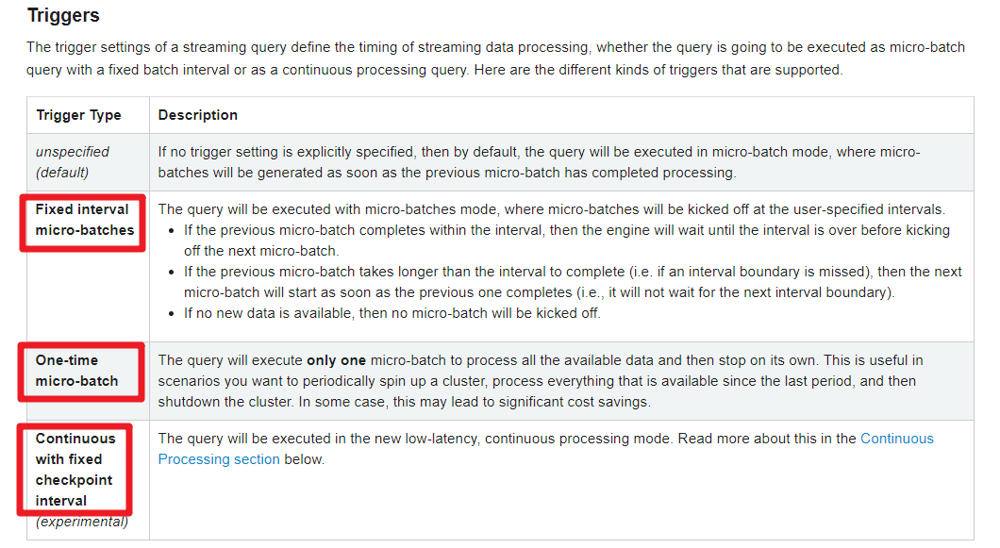 Triggers
The trigger settings of a streaming query define the timing of streaming data processing, whether the query is going to be executed as micro-batch
query with a fixed batch interval or as a continuous processing query. Here are the different kinds of triggers that are supported.
Trigger Type
Description
unspecified
(default)
If no trigger setting is explicitly specified, then by default, the query will be executed in micro-batch mode, where micro-
batches will be generated as soon as the previous micro-batch has completed processing.
Fixed interval
micro-batches
The query will be executed with micro-batches mode, where micro-batches will be kicked off at the user-specified intervals.
• If the previous micro-batch completes within the interval, then the engine will wait until the interval is over before kicking
off the next micro-batch.
• If the previous micro-batch takes longer than the interval to complete (i.e. if an interval boundary is missed), then the next
micro-batch will start as soon as the previous one completes (i.e., it will not wait for the next interval boundary).
• If no new data is available, then no micro-batch will be kicked off.
One-time
micro-batch
The query will execute only one micro-batch to process all the available data and then stop on its own. This is useful in
scenarios you want to periodically spin up a cluster, process everything that is available since the last period, and then
shutdown the cluster. In some case, this may lead to significant cost savings.
Continuous
with fixed
checkpoint
interval
(experimental)
The query will be executed in the new low-latency, continuous processing mode. Read more about this in the Continuous
Processing section below.